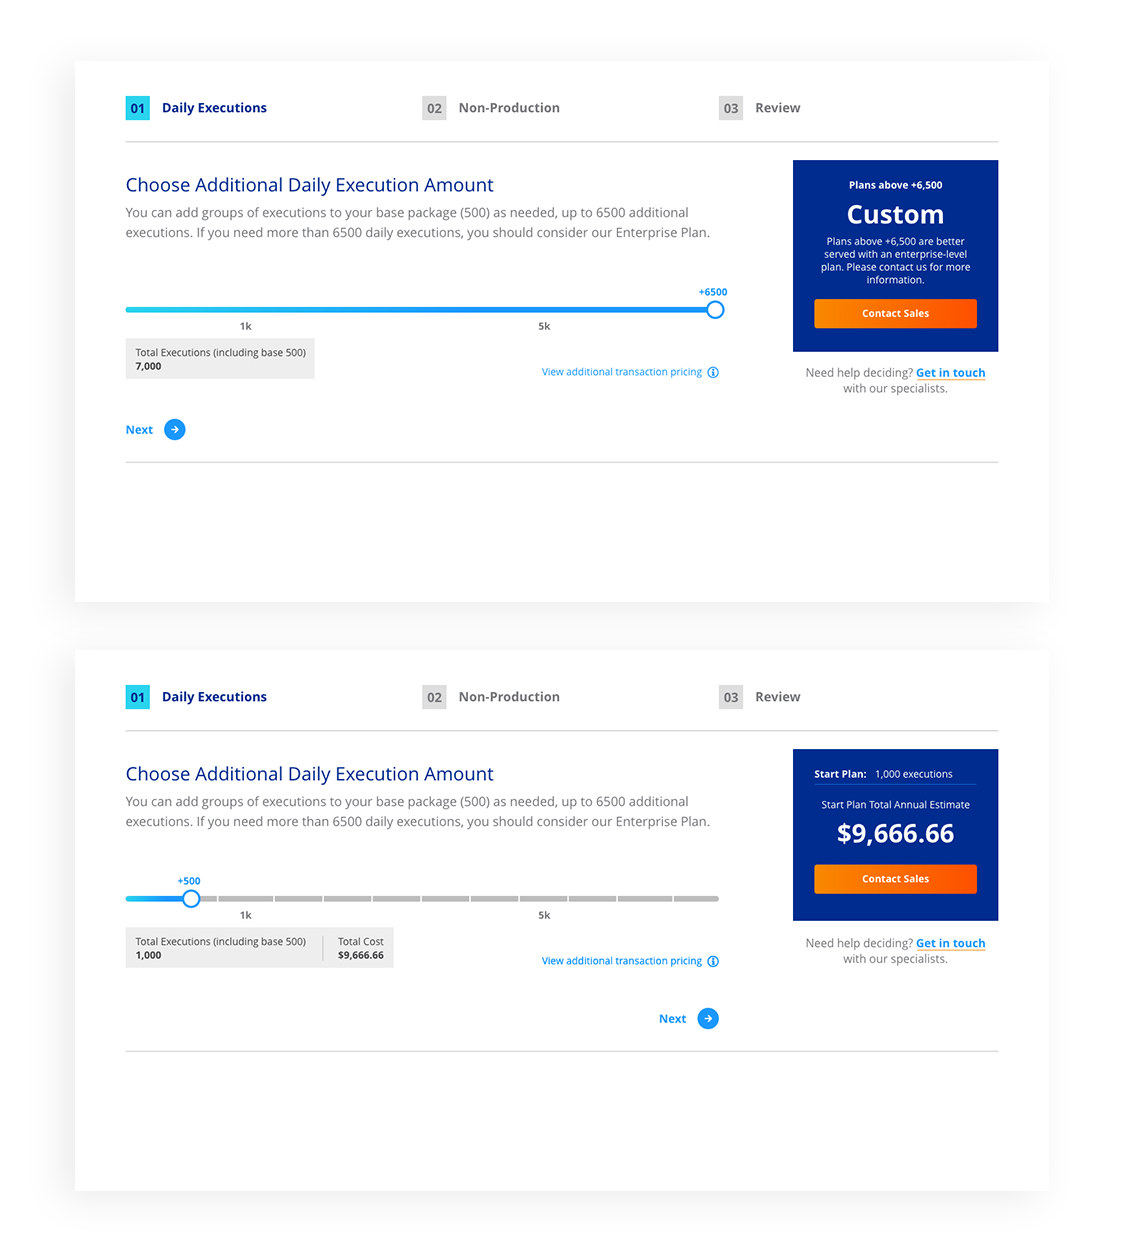 01 Daily Executions 02 Non-Production 03 Review
Choose Additional Daily Execution Amount
You can add groups of executions to your base package (500) as needed, up to 6500 additional
executions. If you need more than 6500 daily executions, you should consider our Enterprise Plan.
+6500
1k 5k
Total Executions (including base 500)
7,000
View additional transaction pricing
Next
Plans above +6,500
Custom
Plans above +6,500 are better
served with an enterprise-level
plan. Please contact us for more
information.
Contact Sales
Need help deciding? Get in touch
with our specialists.
01 Daily Executions 02 Non-Production 03 Review
Choose Additional Daily Execution Amount
You can add groups of executions to your base package (500) as needed, up to 6500 additional
executions. If you need more than 6500 daily executions, you should consider our Enterprise Plan.
+500
1k 5k
Total Executions (including base 500) Total Cost
1,000 $9,666.66
View additional transaction pricing
Next
Start Plan: 1,000 executions
Start Plan Total Annual Estimate
$9,666.66
Contact Sales
Need help deciding? Get in touch
with our specialists.